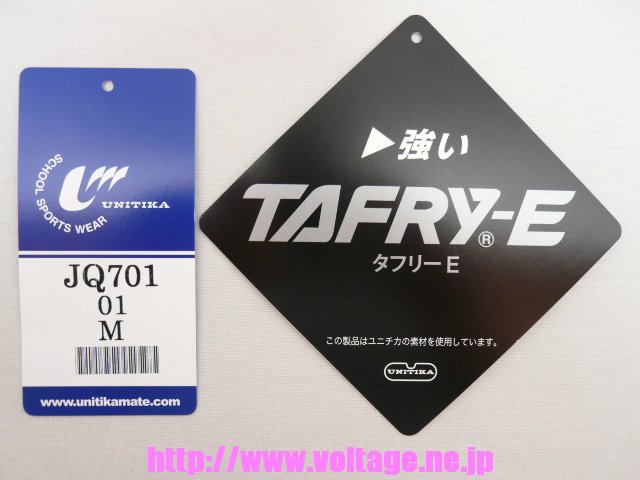 SCHOOL SPORTS WEAR
UNITIKA
JQ701
01
M
www.unitikamate.com
▶強い
TAFRY-E®
タフリーE
この製品はユニチカの素材を使用しています。
UNITIKA
http://www.voltage.ne.jp